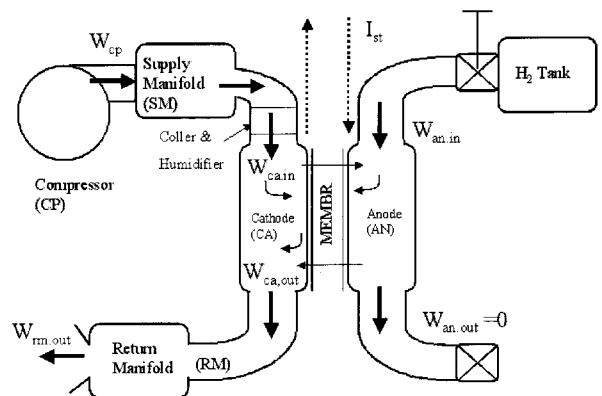 W_cp
Supply
Manifold
(SM)
I_st
H_2 Tank
Coller &
Humidifier
W_an.in
Compressor
(CP)
W_ca.in
Cathode
(CA)
MEMBR
Anode
(AN)
W_ca,out
W_rm.out
Return
Manifold
(RM)
W_an.out =0